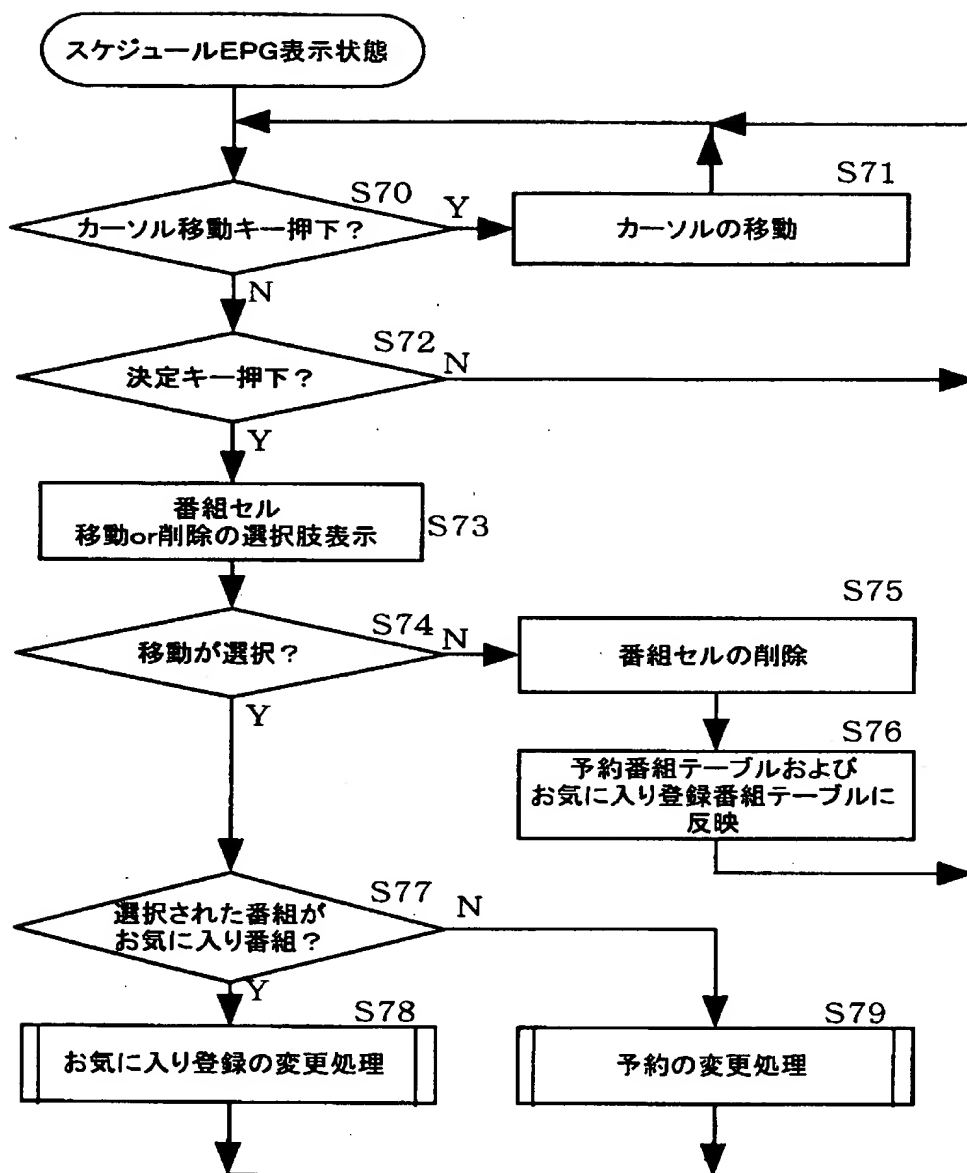 スケジュールEPG表示状態
S70
カーソル移動キー押下？
Y
S71
カーソルの移動
N
S72
決定キー押下？
N
Y
番組セル
移動or削除の選択肢表示
S73
S74
移動が選択？
N
S75
番組セルの削除
Y
S76
予約番組テーブルおよび
お気に入り登録番組テーブルに
反映
S77
選択された番組が
お気に入り番組？
N
Y
S78
お気に入り登録の変更処理
S79
予約の変更処理